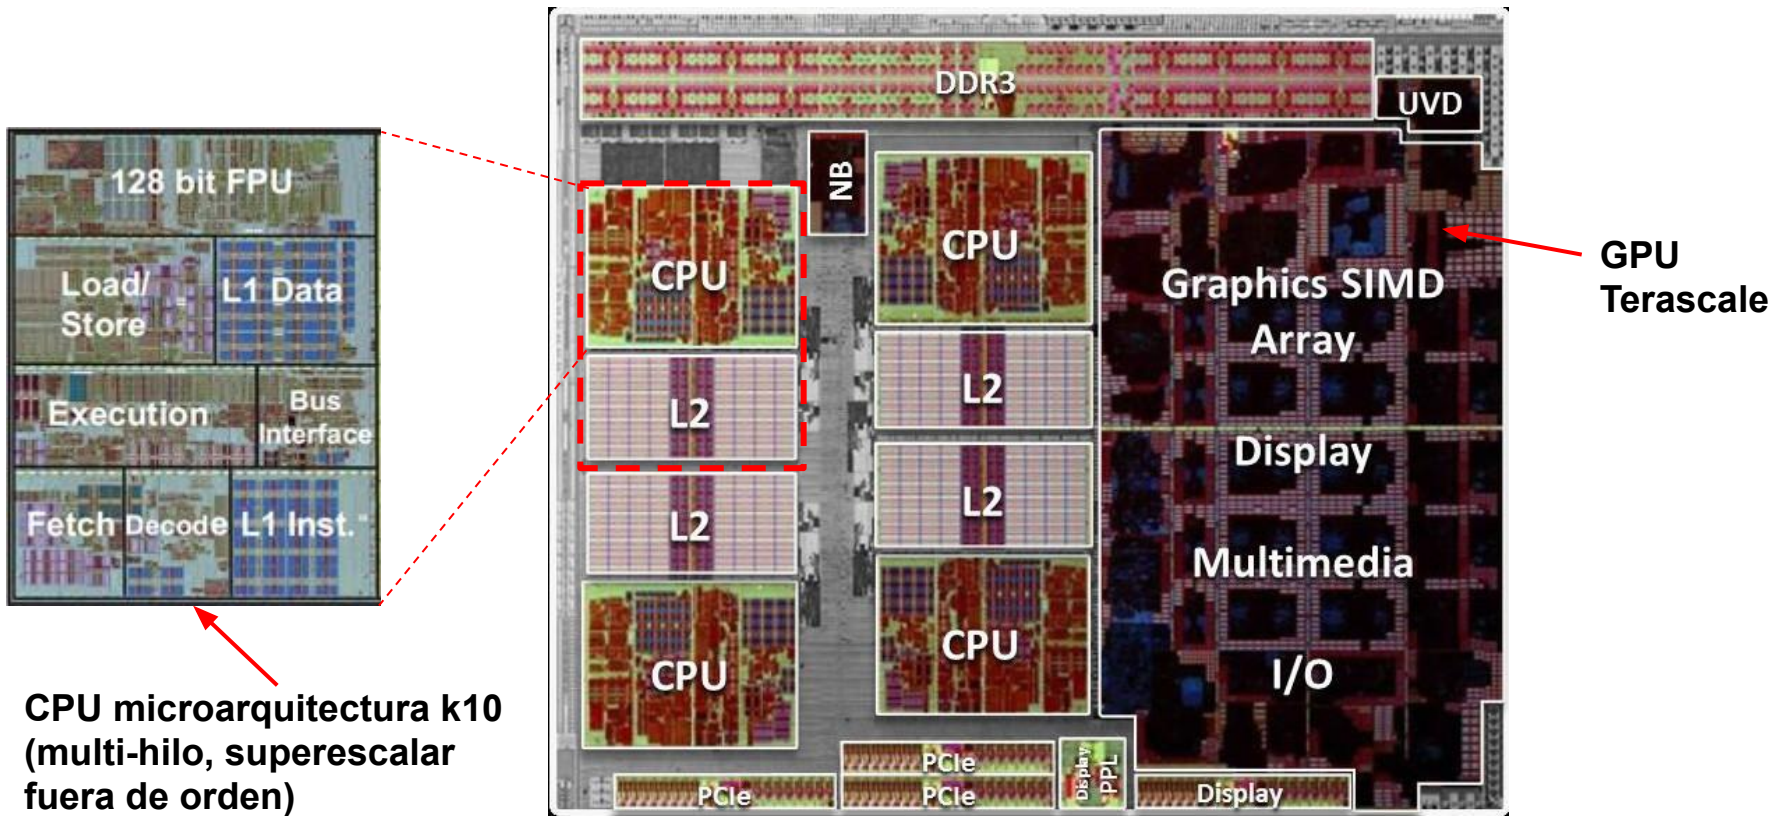 128 bit FPU
Load/
Store
L1 Data
Execution
Bus
Interface
Fetch
Decode
L1 Inst.
CPU microarquitectura k10
(multi-hilo, superescalar
fuera de orden)
DDR3
UVD
NB
CPU
L2
L2
CPU
CPU
L2
L2
CPU
Graphics SIMD
Array
Display
Multimedia
I/O
PCIe
PCIe
PCIe
Display
PPL
Display
GPU
Terascale